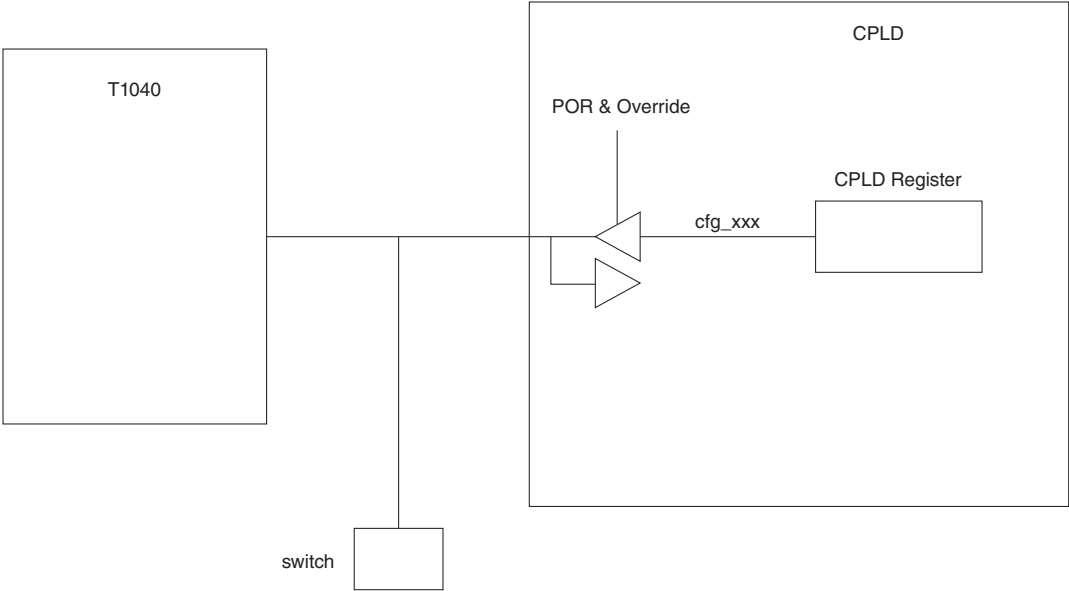 CPLD
T1040
POR & Override
CPLD Register
cfg_xxx
switch